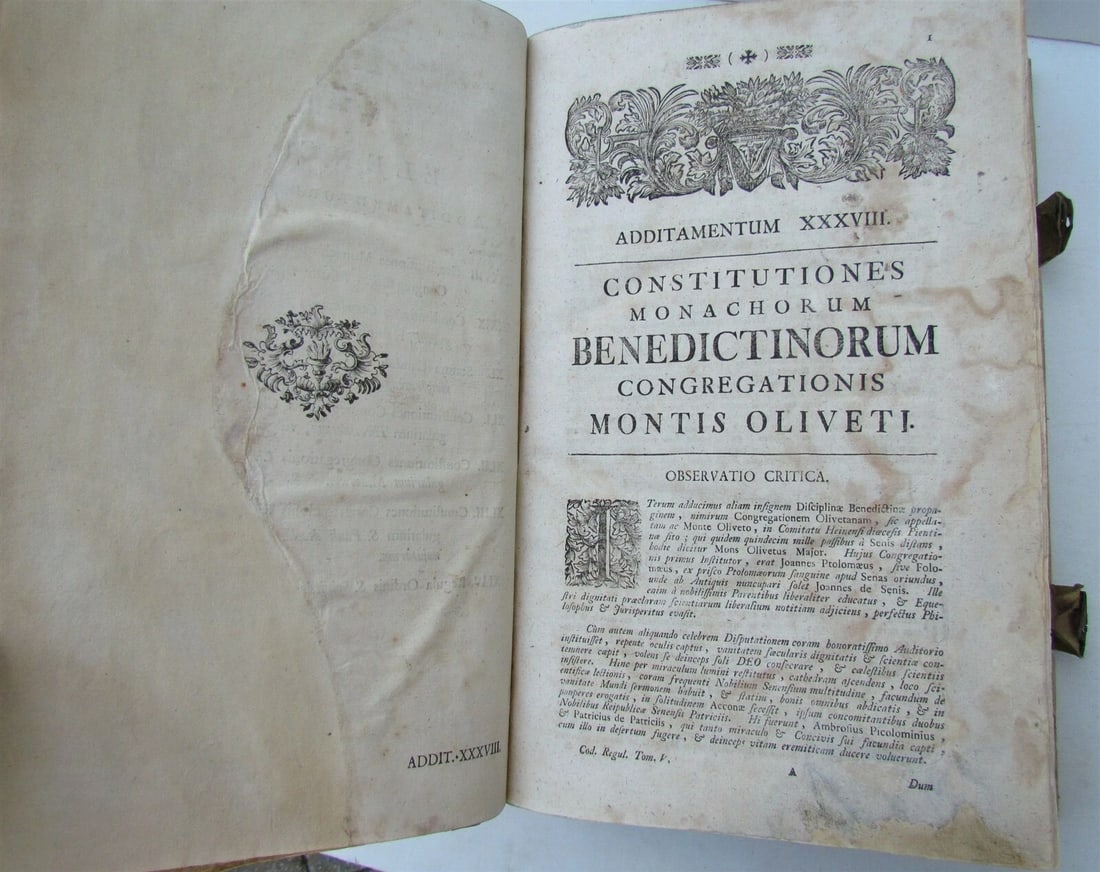 ADDIT. XXXVIII.
1
ADDITAMENTUM XXXVIII.
CONSTITUTIONES
MONACHORUM
BENEDICTINORUM
CONGREGATIONIS
MONTIS OLIVETI.
OBSERVATIO CRITICA.
ITerum adducimus aliam inſignem Diſciplinæ Benedictinæ propa-
ginem, nimirum Congregationem Olivetanam, ſic appella-
tam ac Monte Oliveto, in Comitatu Heinenſi diœceſis Pienti-
næ ſito; qui quidem quindecim mille paſſibus à Senis diſtans,
hodie dicitur Mons Olivetus Major. Hujus Congregatio-
nis primus Inſtitutor, erat Joannes Ptolomæus, ſive Folo-
mæus, ex priſco Ptolomæorum ſanguine apud Senas oriundus,
unde ab Antiquis nuncupari ſolet Joannes de Senis. Ille
enim à nobiliſſimis Parentibus liberaliter educatus, & Eque-
ſtri dignitati præclaram ſcientiarum liberalium notitiam adjiciens, perfectus Phi-
loſophus & Juriſperitus evaſit.
Cùm autem aliquando celebrem Diſputationem coram honoratiſſimo Auditorio
inſtituiſſet, repente oculis captus, vanitatem ſæcularis dignitatis & ſcientiæ con-
temnere cæpit, volens ſe deinceps ſoli DEO conſecrare, & cœleſtibus ſcientiis
inſiſtere. Hinc per miraculum lumini reſtitutus, cathedram aſcendens, loco ſci-
entificæ lectionis, coram frequenti Nobilium Senenſium multitudine, facundum de
vanitate Mundi ſermonem habuit, & ſtatim, bonis omnibus abdicatis, & in
pauperes erogatis, in ſolitudinem Acconæ ſeceſſit, ipſum concomitantibus duobus
Nobilibus Reipublicæ Senenſis Patriciis. Hi fuerunt, Ambroſius Picolominius,
& Patricius de Patriciis, qui tanto miraculo & Concivis ſui facundia capti,
cum illo in deſertum fugere, & deinceps vitam eremiticam ducere voluerunt.
Cod. Regul. Tom. V.
A
Dum